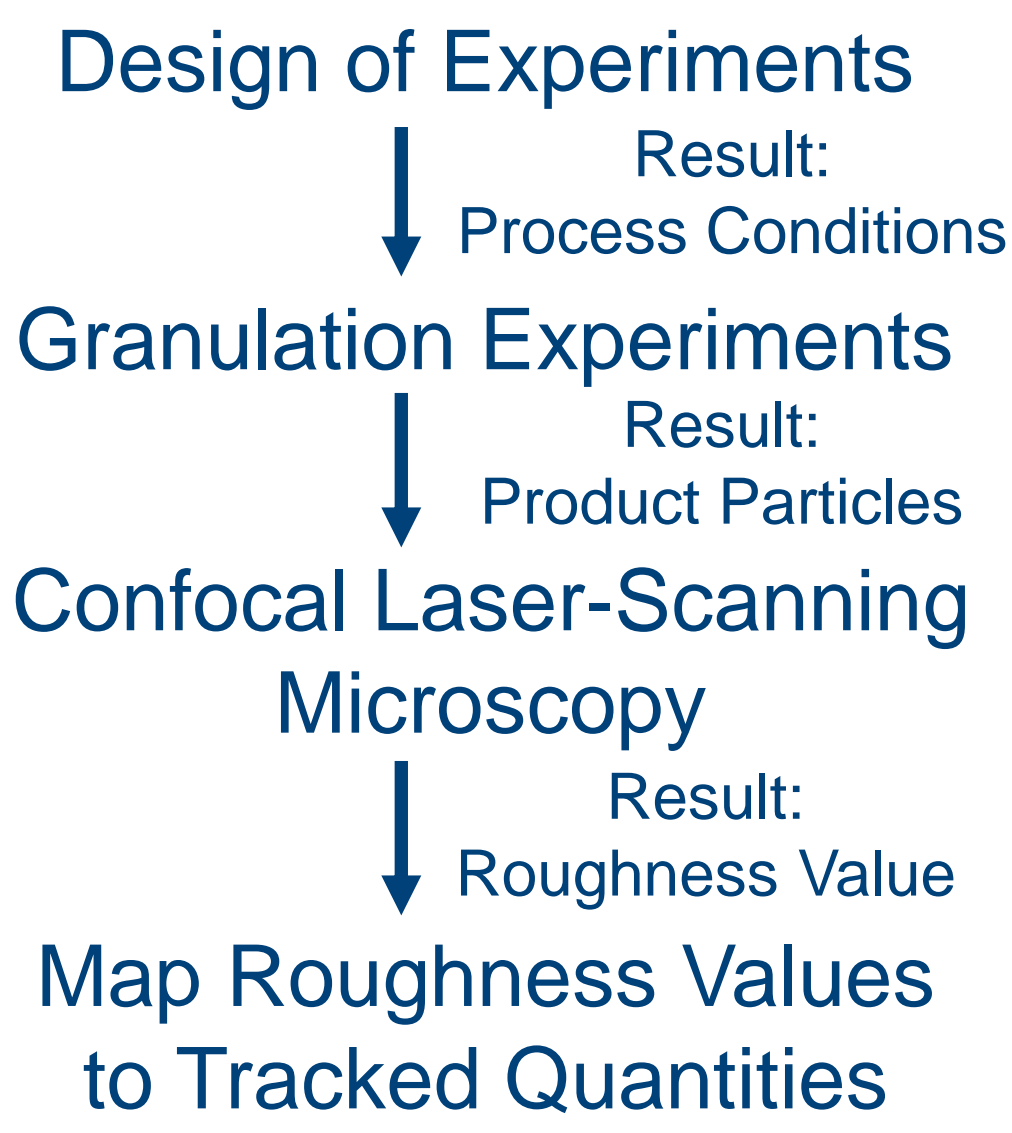 Design of Experiments
Result:
Process Conditions
Granulation Experiments
Result:
Product Particles
Confocal Laser-Scanning
Microscopy
Result:
Roughness Value
Map Roughness Values
to Tracked Quantities